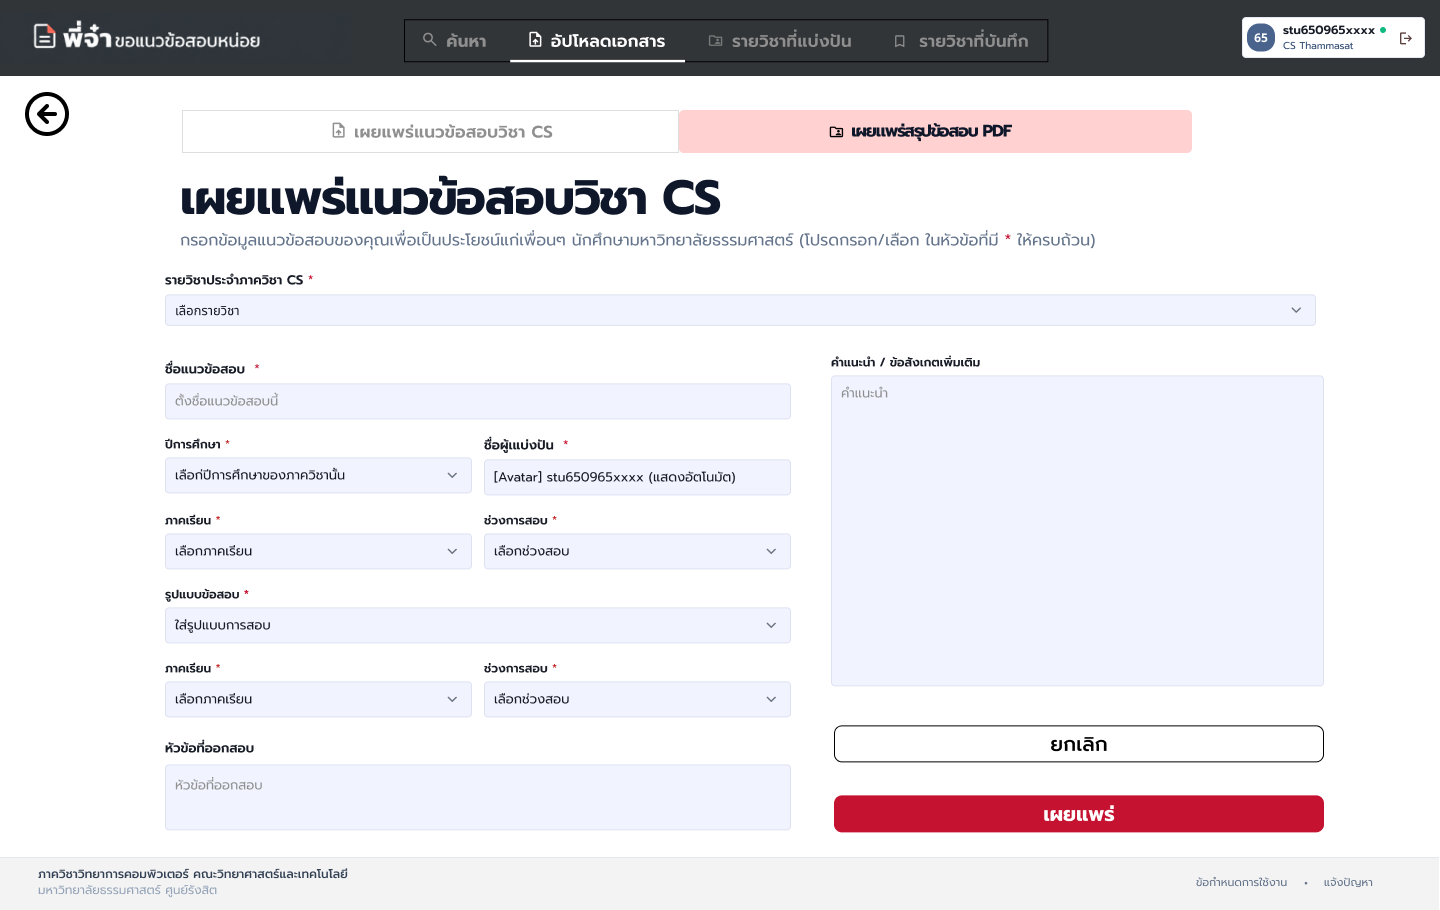 พี่จ๋า ขอแนวข้อสอบหน่อย
ค้นหา
อัปโหลดเอกสาร
รายวิชาที่แบ่งปัน
รายวิชาที่บันทึก
65
stu650965xxxx
CS Thammasat
เผยแพร่แนวข้อสอบวิชา CS
เผยแพร่สรุปข้อสอบ PDF
เผยแพร่แนวข้อสอบวิชา CS
กรอกข้อมูลแนวข้อสอบของคุณเพื่อเป็นประโยชน์แก่เพื่อนๆ นักศึกษามหาวิทยาลัยธรรมศาสตร์ (โปรดกรอก/เลือก ในหัวข้อที่มี * ให้ครบถ้วน)
รายวิชาประจำภาควิชา CS *
เลือกรายวิชา
ชื่อแนวข้อสอบ *
ตั้งชื่อแนวข้อสอบนี้
ปีการศึกษา *
เลือกปีการศึกษาของภาควิชานั้น
ชื่อผู้แบ่งปัน *
[Avatar] stu650965xxxx (แสดงอัตโนมัต)
ภาคเรียน *
เลือกภาคเรียน
ช่วงการสอบ *
เลือกช่วงสอบ
รูปแบบข้อสอบ *
ใส่รูปแบบการสอบ
ภาคเรียน *
เลือกภาคเรียน
ช่วงการสอบ *
เลือกช่วงสอบ
หัวข้อที่ออกสอบ
หัวข้อที่ออกสอบ
คำแนะนำ / ข้อสังเกตเพิ่มเติม
คำแนะนำ
ยกเลิก
เผยแพร่
ภาควิชาวิทยาการคอมพิวเตอร์ คณะวิทยาศาสตร์และเทคโนโลยี
มหาวิทยาลัยธรรมศาสตร์ ศูนย์รังสิต
ข้อกำหนดการใช้งาน • แจ้งปัญหา